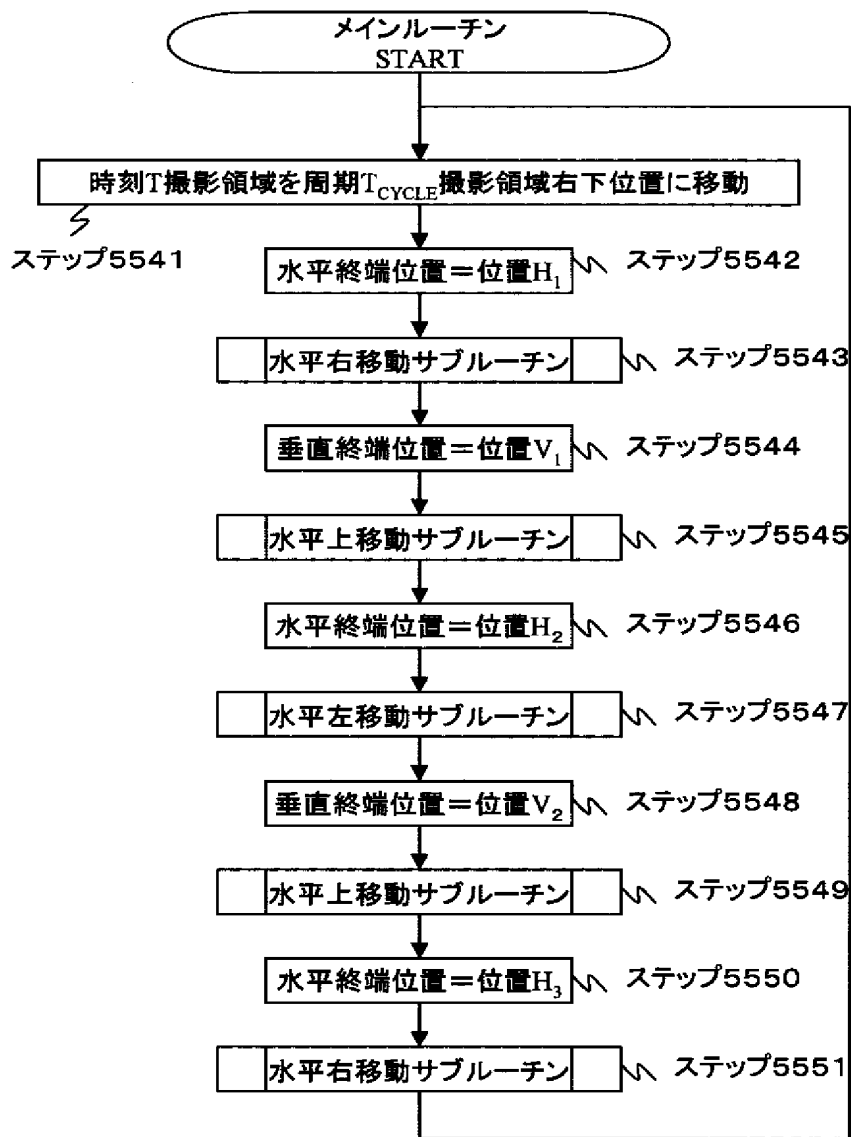 メインルーチン
START
時刻T撮影領域を周期T_CYCLE撮影領域右下位置に移動
ステップ5541
水平終端位置＝位置H₁ ステップ5542
水平右移動サブルーチン ステップ5543
垂直終端位置＝位置V₁ ステップ5544
水平上移動サブルーチン ステップ5545
水平終端位置＝位置H₂ ステップ5546
水平左移動サブルーチン ステップ5547
垂直終端位置＝位置V₂ ステップ5548
水平上移動サブルーチン ステップ5549
水平終端位置＝位置H₃ ステップ5550
水平右移動サブルーチン ステップ5551